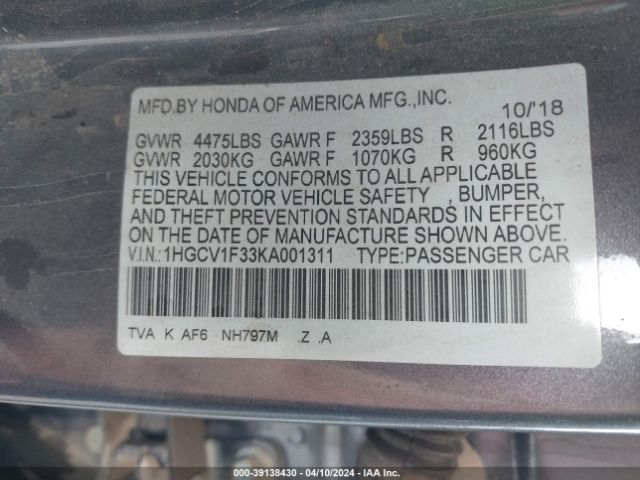 MFD.BY HONDA OF AMERICA MFG.,INC. 10/'18
GVWR 4475LBS GAWR F 2359LBS R 2116LBS
GVWR 2030KG GAWR F 1070KG R 960KG
THIS VEHICLE CONFORMS TO ALL APPLICABLE
FEDERAL MOTOR VEHICLE SAFETY , BUMPER,
AND THEFT PREVENTION STANDARDS IN EFFECT
ON THE DATE OF MANUFACTURE SHOWN ABOVE.
V.I.N.:1HGCV1F33KA001311 TYPE:PASSENGER CAR
TVA K AF6 NH797M .Z .A
000-39138430 - 04/10/2024 - IAA Inc.